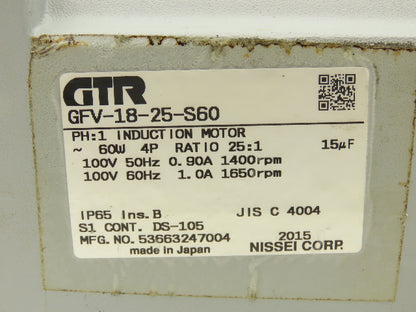 GTR
GFV-18-25-S60
PH:1 INDUCTION MOTOR
~ 60W 4P RATIO 25:1 15µF
100V 50Hz 0.90A 1400rpm
100V 60Hz 1.0A 1650rpm
IP65 Ins.B JIS C 4004
S1 CONT. DS-105
MFG. NO. 53663247004 2015
made in Japan NISSEI CORP.